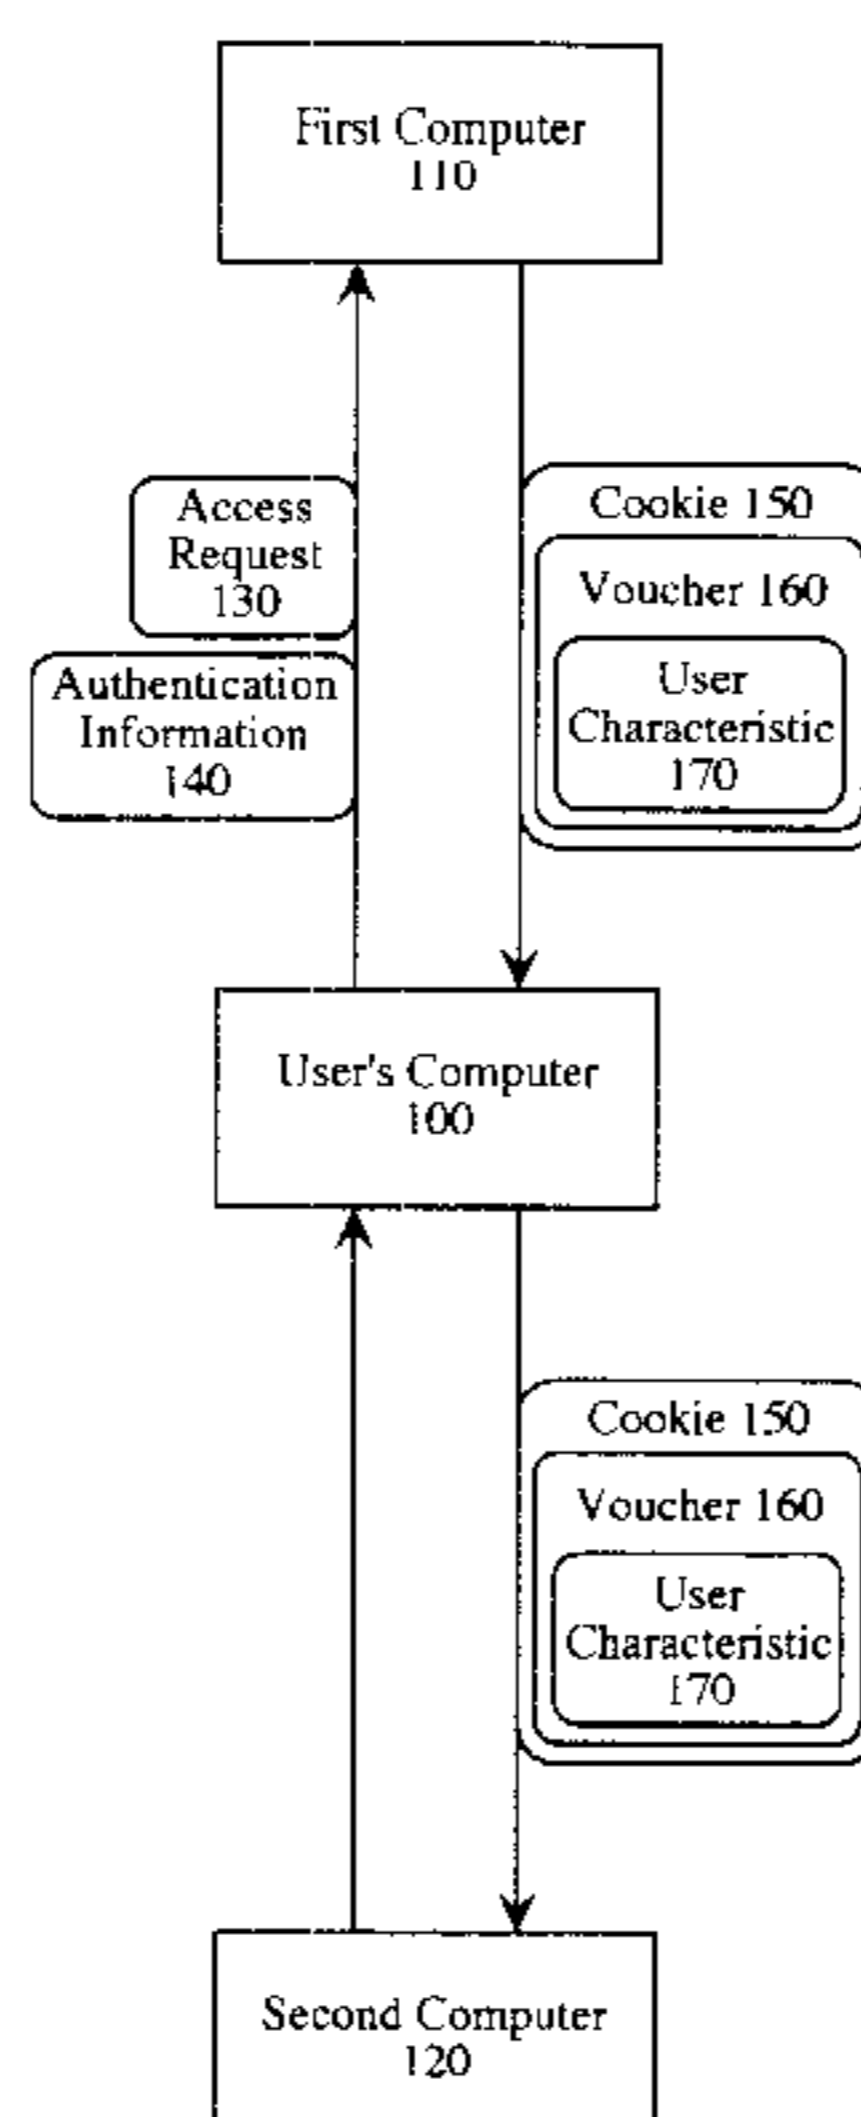 First Computer
110
Access
Request
130
Authentication
Information
140
Cookie 150
Voucher 160
User
Characteristic
170
User's Computer
100
Cookie 150
Voucher 160
User
Characteristic
170
Second Computer
120